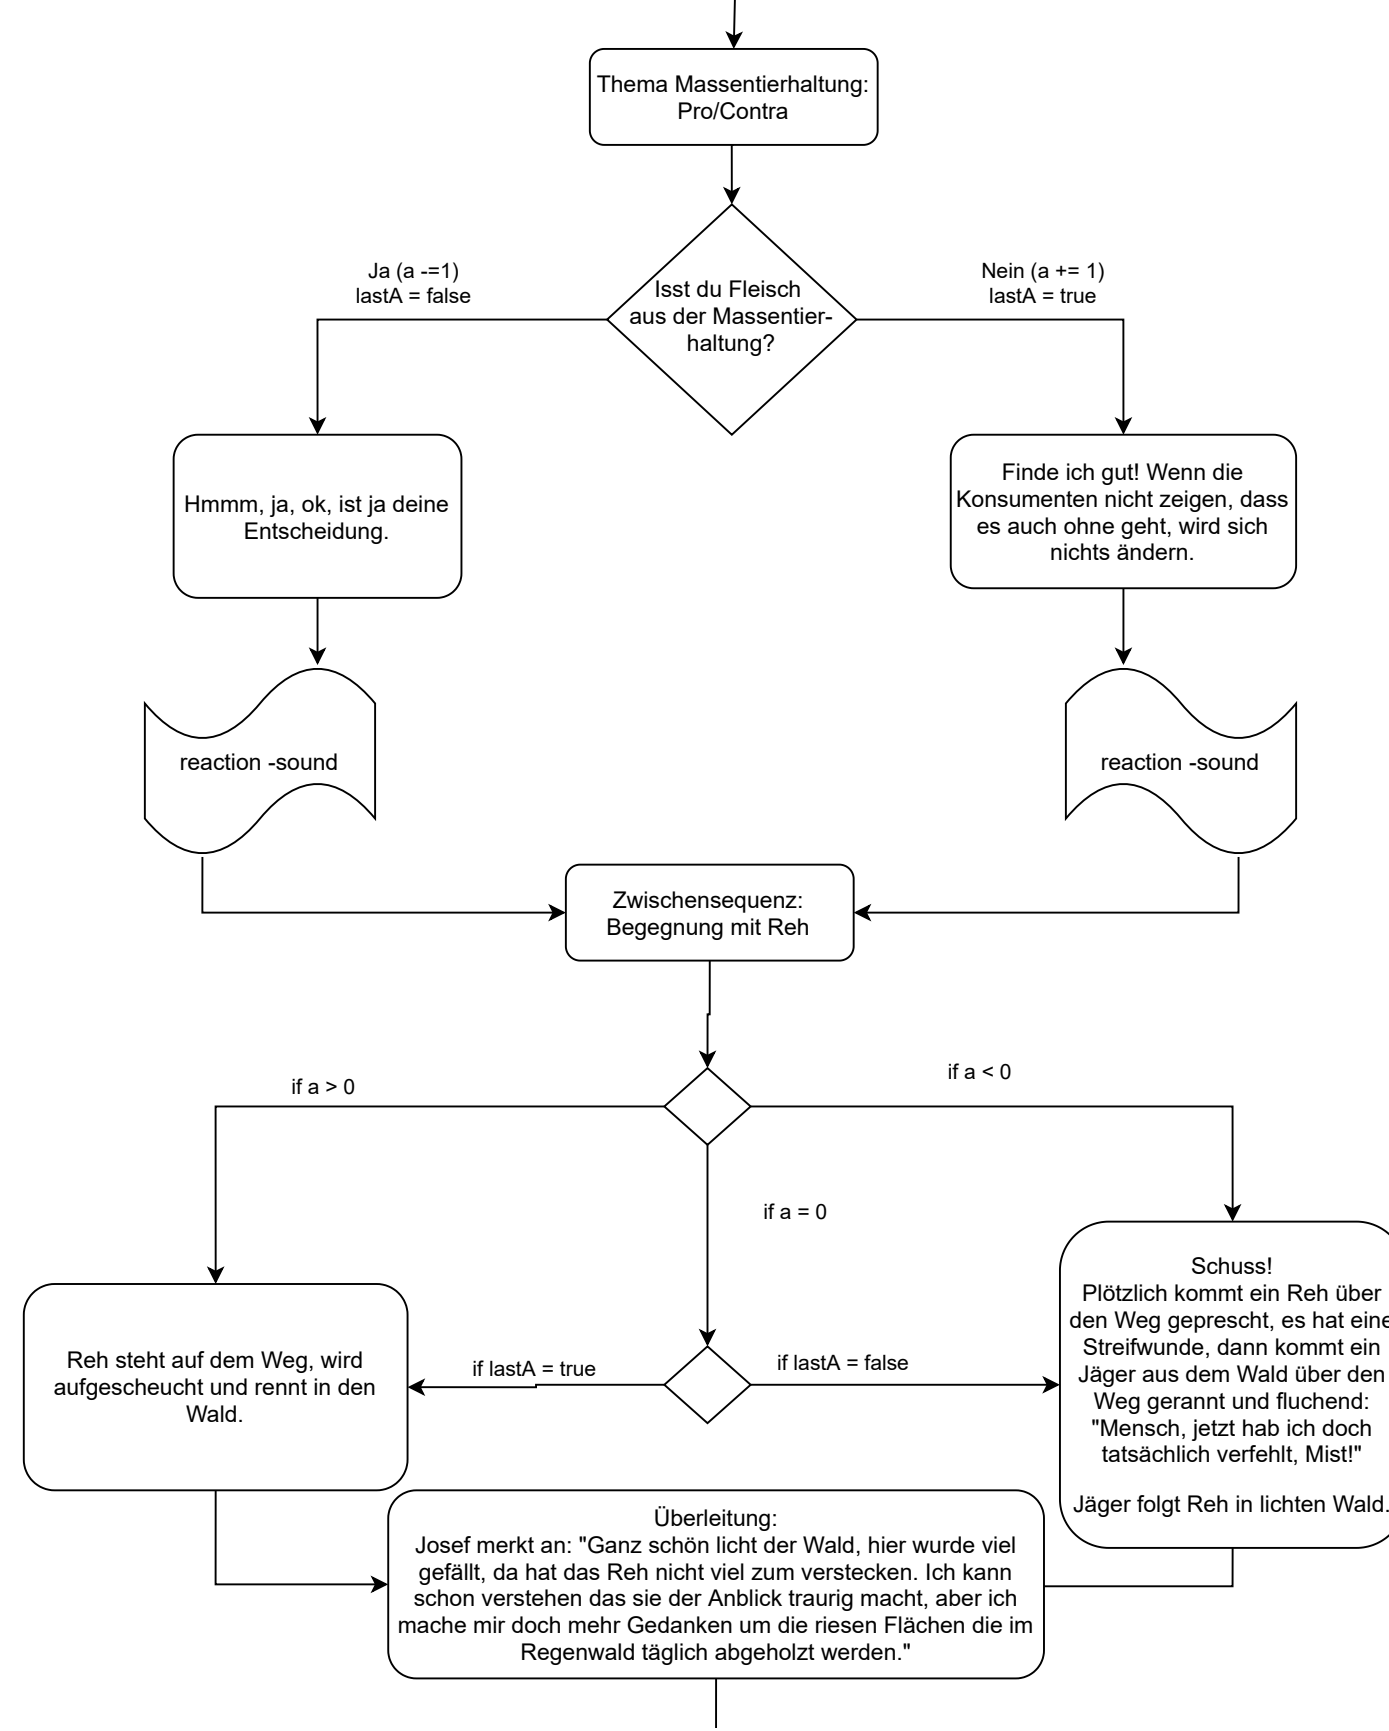 Thema Massentierhaltung:
Pro/Contra
Ja (a -=1)
lastA = false
Isst du Fleisch
aus der Massentier-
haltung?
Nein (a += 1)
lastA = true
Hmmm, ja, ok, ist ja deine
Entscheidung.
Finde ich gut! Wenn die
Konsumenten nicht zeigen, dass
es auch ohne geht, wird sich
nichts ändern.
reaction -sound
reaction -sound
Zwischensequenz:
Begegnung mit Reh
if a > 0
if a < 0
if a = 0
Reh steht auf dem Weg, wird
aufgescheucht und rennt in den
Wald.
if lastA = true
if lastA = false
Schuss!
Plötzlich kommt ein Reh über
den Weg geprescht, es hat eine
Streifwunde, dann kommt ein
Jäger aus dem Wald über den
Weg gerannt und fluchend:
"Mensch, jetzt hab ich doch
tatsächlich verfehlt, Mist!"
Jäger folgt Reh in lichten Wald.
Überleitung:
Josef merkt an: "Ganz schön licht der Wald, hier wurde viel
gefällt, da hat das Reh nicht viel zum verstecken. Ich kann
schon verstehen das sie der Anblick traurig macht, aber ich
mache mir doch mehr Gedanken um die riesen Flächen die im
Regenwald täglich abgeholzt werden."